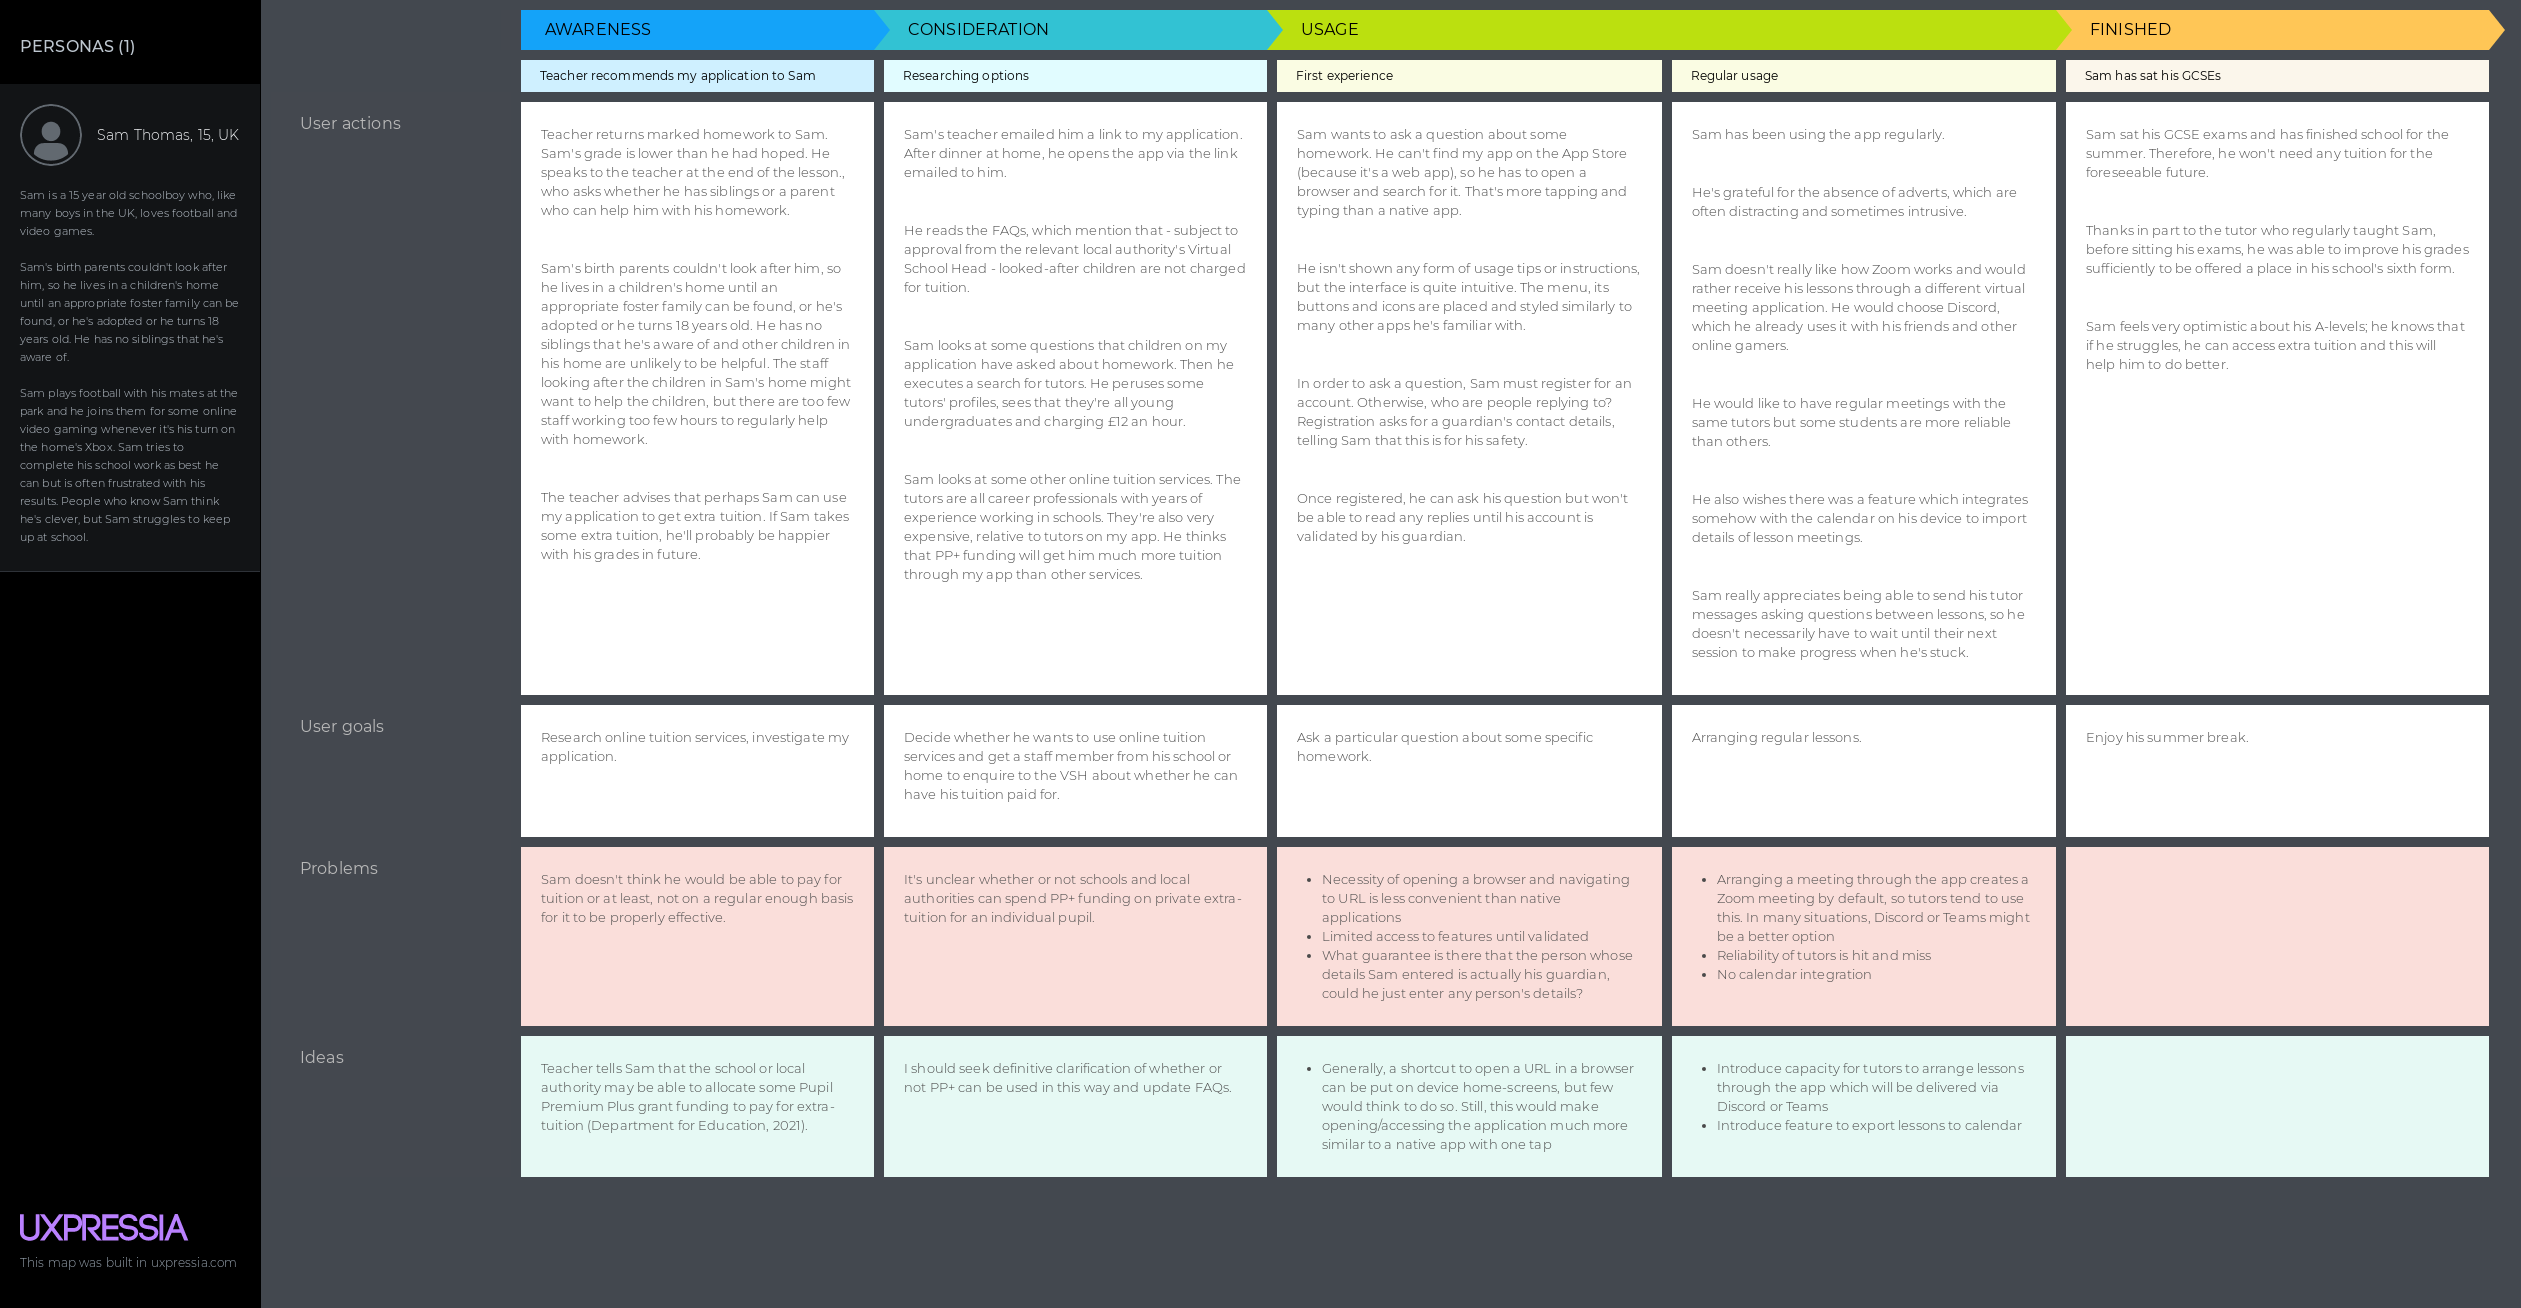 PERSONAS (1)
Sam Thomas, 15, UK
Sam is a 15 year old schoolboy who, like
many boys in the UK, loves football and
video games.
Sam's birth parents couldn't look after
him, so he lives in a children's home
until an appropriate foster family can be
found, or he's adopted or he turns 18
years old. He has no siblings that he's
aware of.
Sam plays football with his mates at the
park and he joins them for some online
video gaming whenever it's his turn on
the home's Xbox. Sam tries to
complete his school work as best he
can but is often frustrated with his
results. People who know Sam think
he's clever, but Sam struggles to keep
up at school.
UXPRESSIA
This map was built in uxpressia.com
AWARENESS
CONSIDERATION
USAGE
FINISHED
Teacher recommends my application to Sam
Researching options
First experience
Regular usage
Sam has sat his GCSEs
User actions
Teacher returns marked homework to Sam.
Sam's grade is lower than he had hoped. He
speaks to the teacher at the end of the lesson.,
who asks whether he has siblings or a parent
who can help him with his homework.
Sam's birth parents couldn't look after him, so
he lives in a children's home until an
appropriate foster family can be found, or he's
adopted or he turns 18 years old. He has no
siblings that he's aware of and other children in
his home are unlikely to be helpful. The staff
looking after the children in Sam's home might
want to help the children, but there are too few
staff working too few hours to regularly help
with homework.
The teacher advises that perhaps Sam can use
my application to get extra tuition. If Sam takes
some extra tuition, he'll probably be happier
with his grades in future.
Sam's teacher emailed him a link to my application.
After dinner at home, he opens the app via the link
emailed to him.
He reads the FAQs, which mention that - subject to
approval from the relevant local authority's Virtual
School Head - looked-after children are not charged
for tuition.
Sam looks at some questions that children on my
application have asked about homework. Then he
executes a search for tutors. He peruses some
tutors' profiles, sees that they're all young
undergraduates and charging £12 an hour.
Sam looks at some other online tuition services. The
tutors are all career professionals with years of
experience working in schools. They're also very
expensive, relative to tutors on my app. He thinks
that PP+ funding will get him much more tuition
through my app than other services.
Sam wants to ask a question about some
homework. He can't find my app on the App Store
(because it's a web app), so he has to open a
browser and search for it. That's more tapping and
typing than a native app.
He isn't shown any form of usage tips or instructions,
but the interface is quite intuitive. The menu, its
buttons and icons are placed and styled similarly to
many other apps he's familiar with.
In order to ask a question, Sam must register for an
account. Otherwise, who are people replying to?
Registration asks for a guardian's contact details,
telling Sam that this is for his safety.
Once registered, he can ask his question but won't
be able to read any replies until his account is
validated by his guardian.
Sam has been using the app regularly.
He's grateful for the absence of adverts, which are
often distracting and sometimes intrusive.
Sam doesn't really like how Zoom works and would
rather receive his lessons through a different virtual
meeting application. He would choose Discord,
which he already uses it with his friends and other
online gamers.
He would like to have regular meetings with the
same tutors but some students are more reliable
than others.
He also wishes there was a feature which integrates
somehow with the calendar on his device to import
details of lesson meetings.
Sam really appreciates being able to send his tutor
messages asking questions between lessons, so he
doesn't necessarily have to wait until their next
session to make progress when he's stuck.
Sam sat his GCSE exams and has finished school for the
summer. Therefore, he won't need any tuition for the
foreseeable future.
Thanks in part to the tutor who regularly taught Sam,
before sitting his exams, he was able to improve his grades
sufficiently to be offered a place in his school's sixth form.
Sam feels very optimistic about his A-levels; he knows that
if he struggles, he can access extra tuition and this will
help him to do better.
User goals
Research online tuition services, investigate my
application.
Decide whether he wants to use online tuition
services and get a staff member from his school or
home to enquire to the VSH about whether he can
have his tuition paid for.
Ask a particular question about some specific
homework.
Arranging regular lessons.
Enjoy his summer break.
Problems
Sam doesn't think he would be able to pay for
tuition or at least, not on a regular enough basis
for it to be properly effective.
It's unclear whether or not schools and local
authorities can spend PP+ funding on private extra-
tuition for an individual pupil.
• Necessity of opening a browser and navigating
to URL is less convenient than native
applications
• Limited access to features until validated
• What guarantee is there that the person whose
details Sam entered is actually his guardian,
could he just enter any person's details?
• Arranging a meeting through the app creates a
Zoom meeting by default, so tutors tend to use
this. In many situations, Discord or Teams might
be a better option
• Reliability of tutors is hit and miss
• No calendar integration
Ideas
Teacher tells Sam that the school or local
authority may be able to allocate some Pupil
Premium Plus grant funding to pay for extra-
tuition (Department for Education, 2021).
I should seek definitive clarification of whether or
not PP+ can be used in this way and update FAQs.
• Generally, a shortcut to open a URL in a browser
can be put on device home-screens, but few
would think to do so. Still, this would make
opening/accessing the application much more
similar to a native app with one tap
• Introduce capacity for tutors to arrange lessons
through the app which will be delivered via
Discord or Teams
• Introduce feature to export lessons to calendar